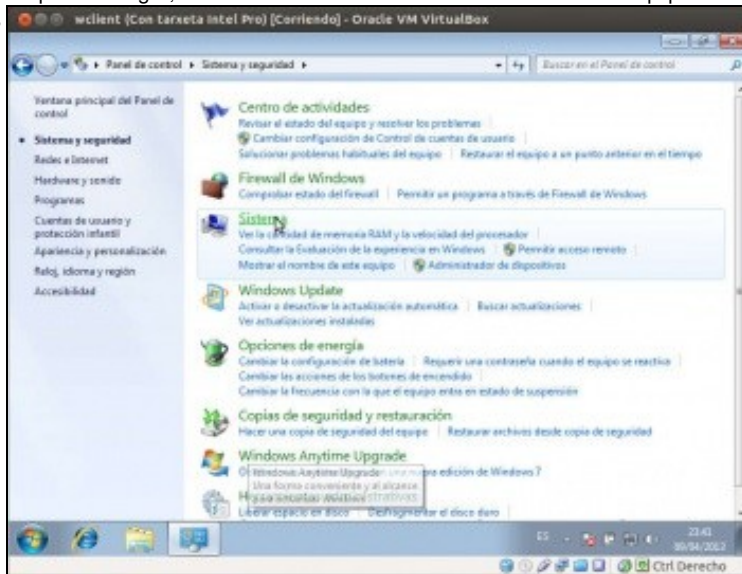 wclient (Con tarxeta Intel Pro) [Corriendo] - Oracle VM VirtualBox
Panel de control ▸ Sistema y seguridad ▸
Buscar en el Panel de control
Ventana principal del Panel de control
Sistema y seguridad
Redes e Internet
Hardware y sonido
Programas
Cuentas de usuario y protección infantil
Apariencia y personalización
Reloj, idioma y región
Accesibilidad
Centro de actividades
Revisar el estado del equipo y resolver los problemas
Cambiar configuración de Control de cuentas de usuario
Solucionar problemas habituales del equipo | Restaurar el equipo a un punto anterior en el tiempo
Firewall de Windows
Comprobar estado del firewall | Permitir un programa a través de Firewall de Windows
Sistema
Ver la cantidad de memoria RAM y la velocidad del procesador
Consultar la Evaluación de la experiencia en Windows | Permitir acceso remoto
Mostrar el nombre de este equipo | Administrador de dispositivos
Windows Update
Activar o desactivar la actualización automática | Buscar actualizaciones
Ver actualizaciones instaladas
Opciones de energía
Cambiar la configuración de batería | Requerir una contraseña cuando el equipo se reactiva
Cambiar las acciones de los botones de encendido
Cambiar la frecuencia con la que el equipo entra en estado de suspensión
Copias de seguridad y restauración
Hacer una copia de seguridad del equipo | Restaurar archivos desde copia de seguridad
Windows Anytime Upgrade
edición de Windows 7
Windows Anytime Upgrade
Una forma conveniente y al alcance
Liberar espacio en disco | Desfragmentar el disco duro
ES
23:41
09/04/2013
Ctrl Derecho